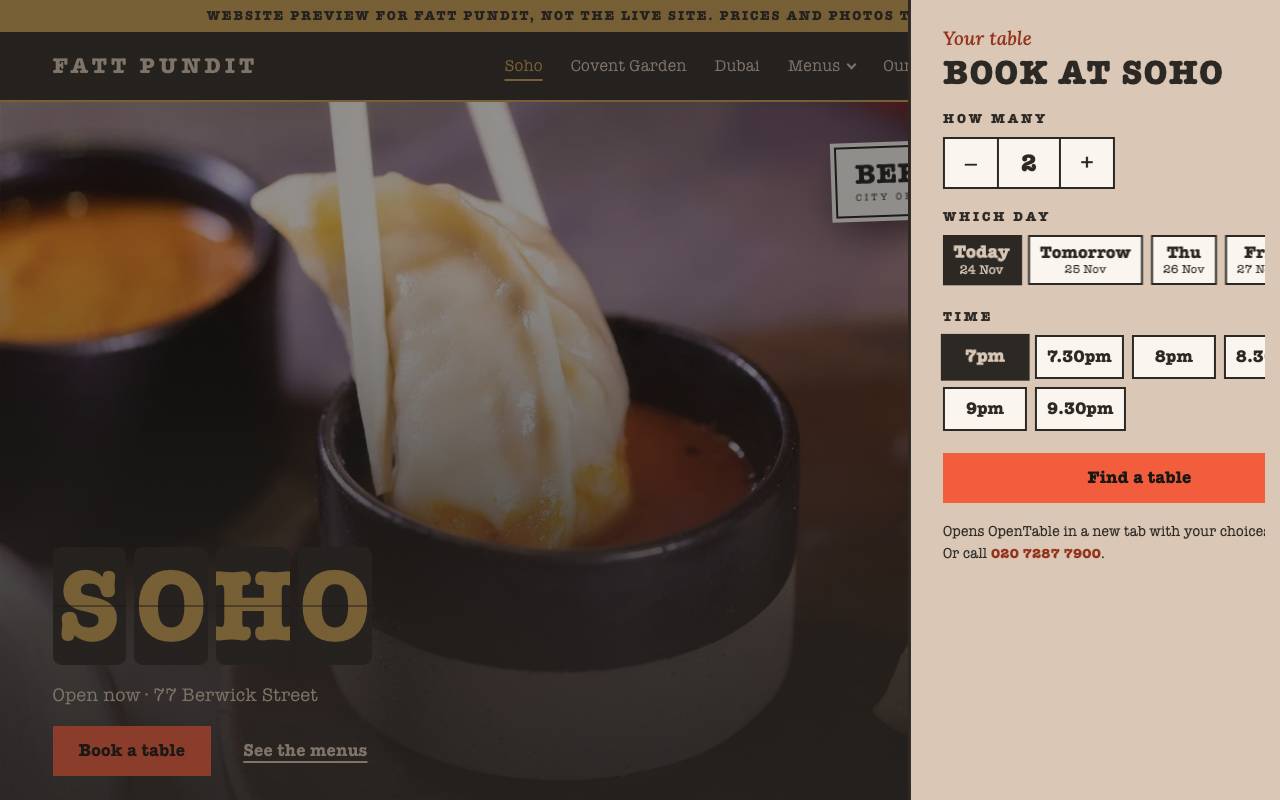 WEBSITE PREVIEW FOR FATT PUNDIT, NOT THE LIVE SITE. PRICES AND PHOTOS
FATT PUNDIT
Soho Covent Garden Dubai Menus
CITY
SOHO
Open now · 77 Berwick Street
Book a table See the menus
Your table
BOOK AT SOHO
HOW MANY
– 2 +
WHICH DAY
Today Tomorrow Thu
24 Nov 25 Nov 26 Nov 27
TIME
7pm 7.30pm 8pm
9pm 9.30pm
Find a table
Opens OpenTable in a new tab with your choices
Or call 020 7287 7900.